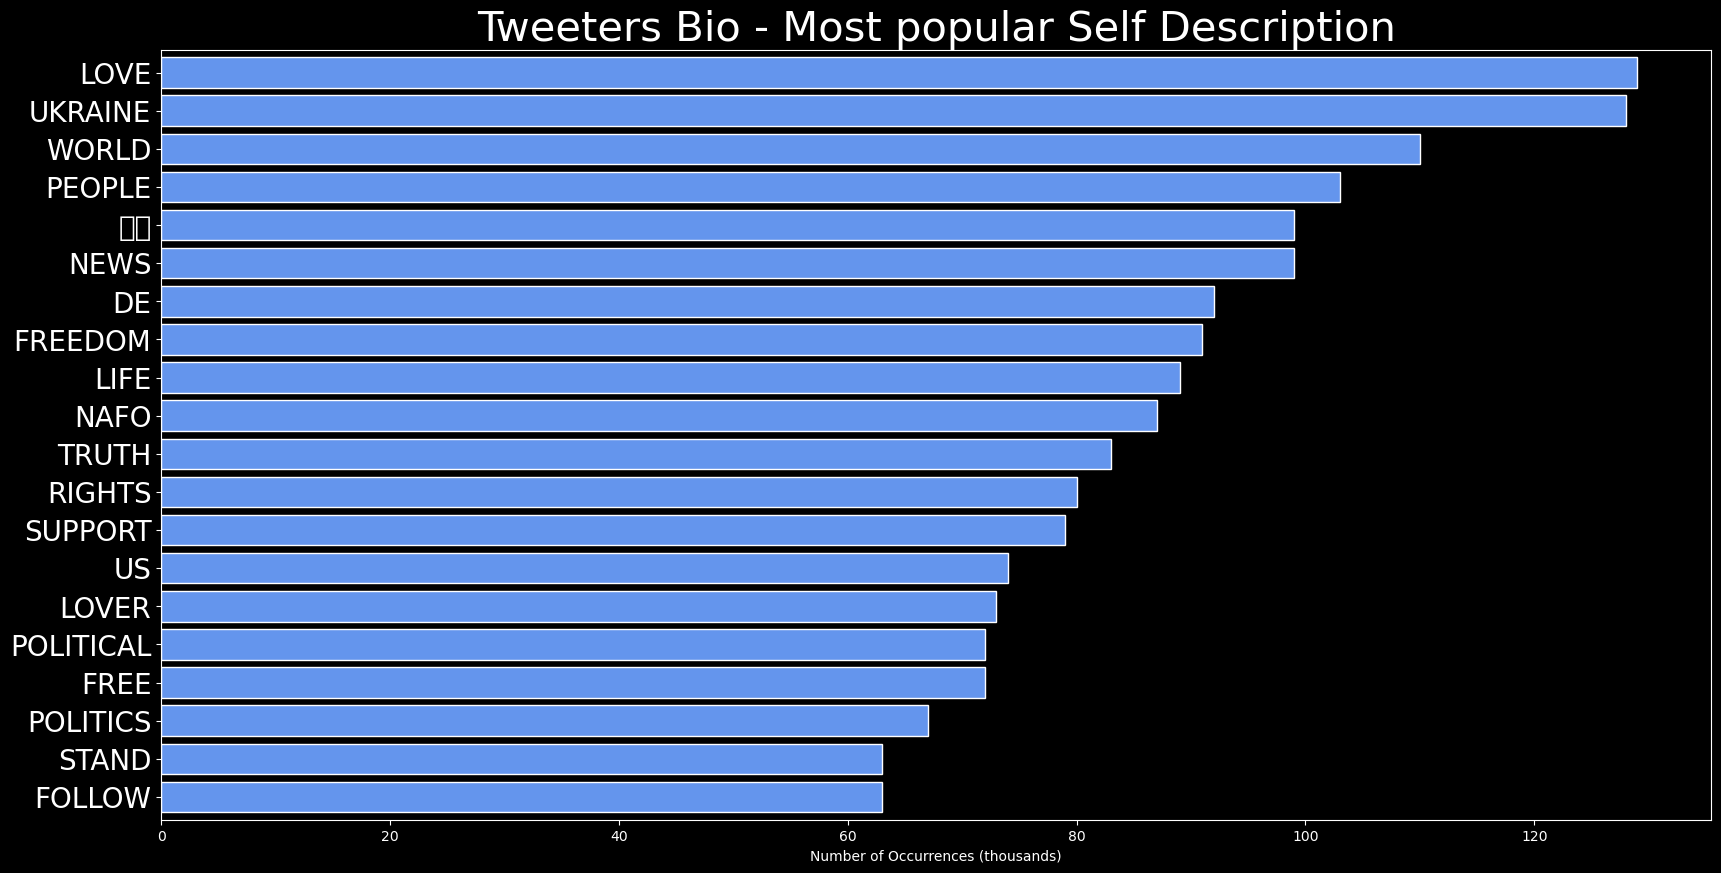 Tweeters Bio - Most popular Self Description
LOVE
UKRAINE
WORLD
PEOPLE
NEWS
DE
FREEDOM
LIFE
NAFO
TRUTH
RIGHTS
SUPPORT
US
LOVER
POLITICAL
FREE
POLITICS
STAND
FOLLOW
0 20 40 60 80 100 120
Number of Occurrences (thousands)